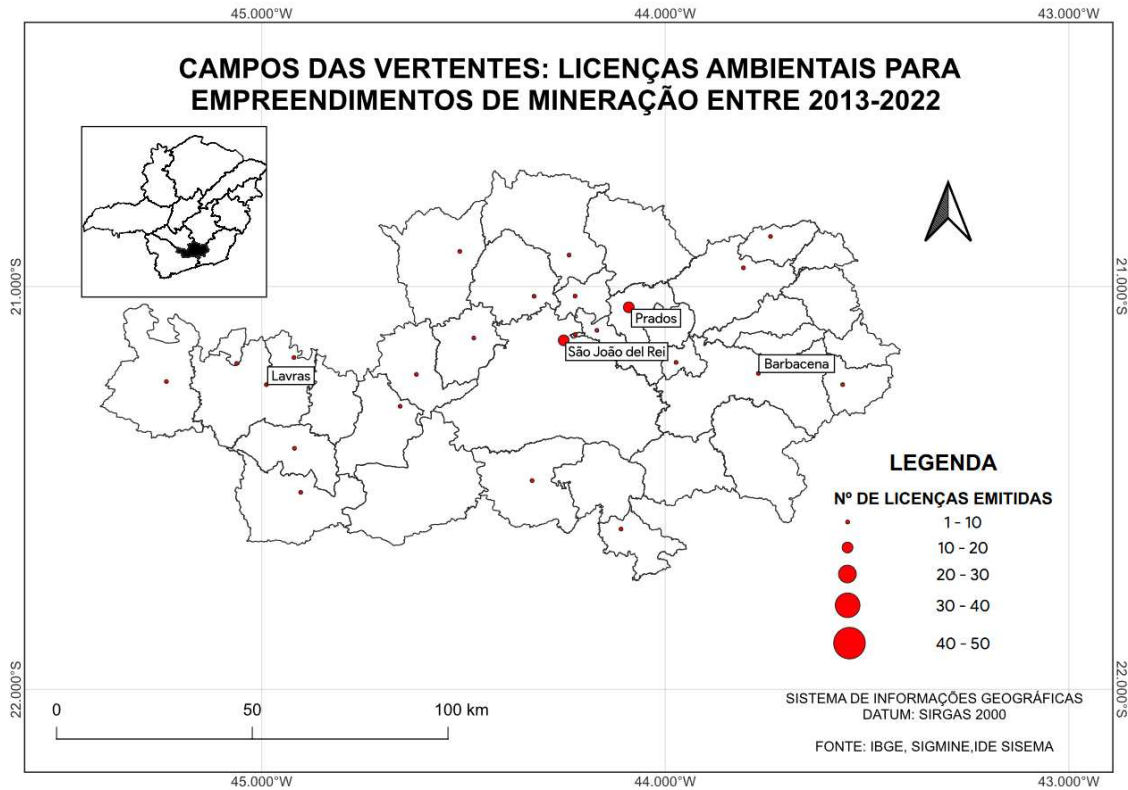 45.000°W
44.000°W
43.000°W
CAMPOS DAS VERTENTES: LICENÇAS AMBIENTAIS PARA
EMPREENDIMENTOS DE MINERAÇÃO ENTRE 2013-2022
21.000°S
21.000°S
Prados
São João del Rei
Barbacena
Lavras
LEGENDA
Nº DE LICENÇAS EMITIDAS
1 - 10
10 - 20
20 - 30
30 - 40
40 - 50
22.000°S
22.000°S
0
50
100 km
SISTEMA DE INFORMAÇÕES GEOGRÁFICAS
DATUM: SIRGAS 2000
FONTE: IBGE, SIGMINE,IDE SISEMA
45.000°W
44.000°W
43.000°W